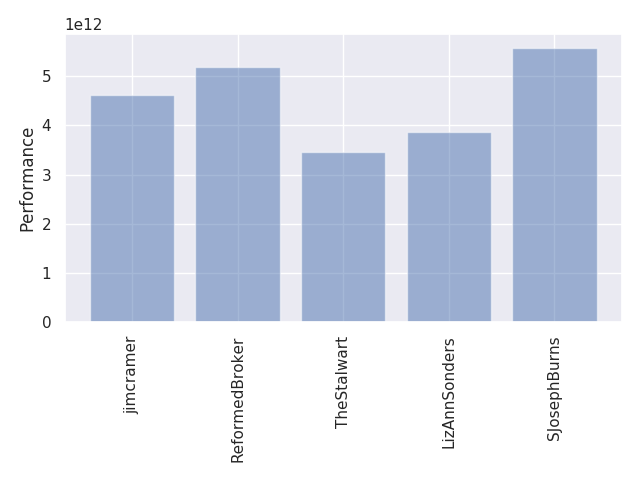 1e12
5
4
3
2
1
0
Performance
jimcramer
ReformedBroker
TheStalwart
LizAnnSonders
SJosephBurns